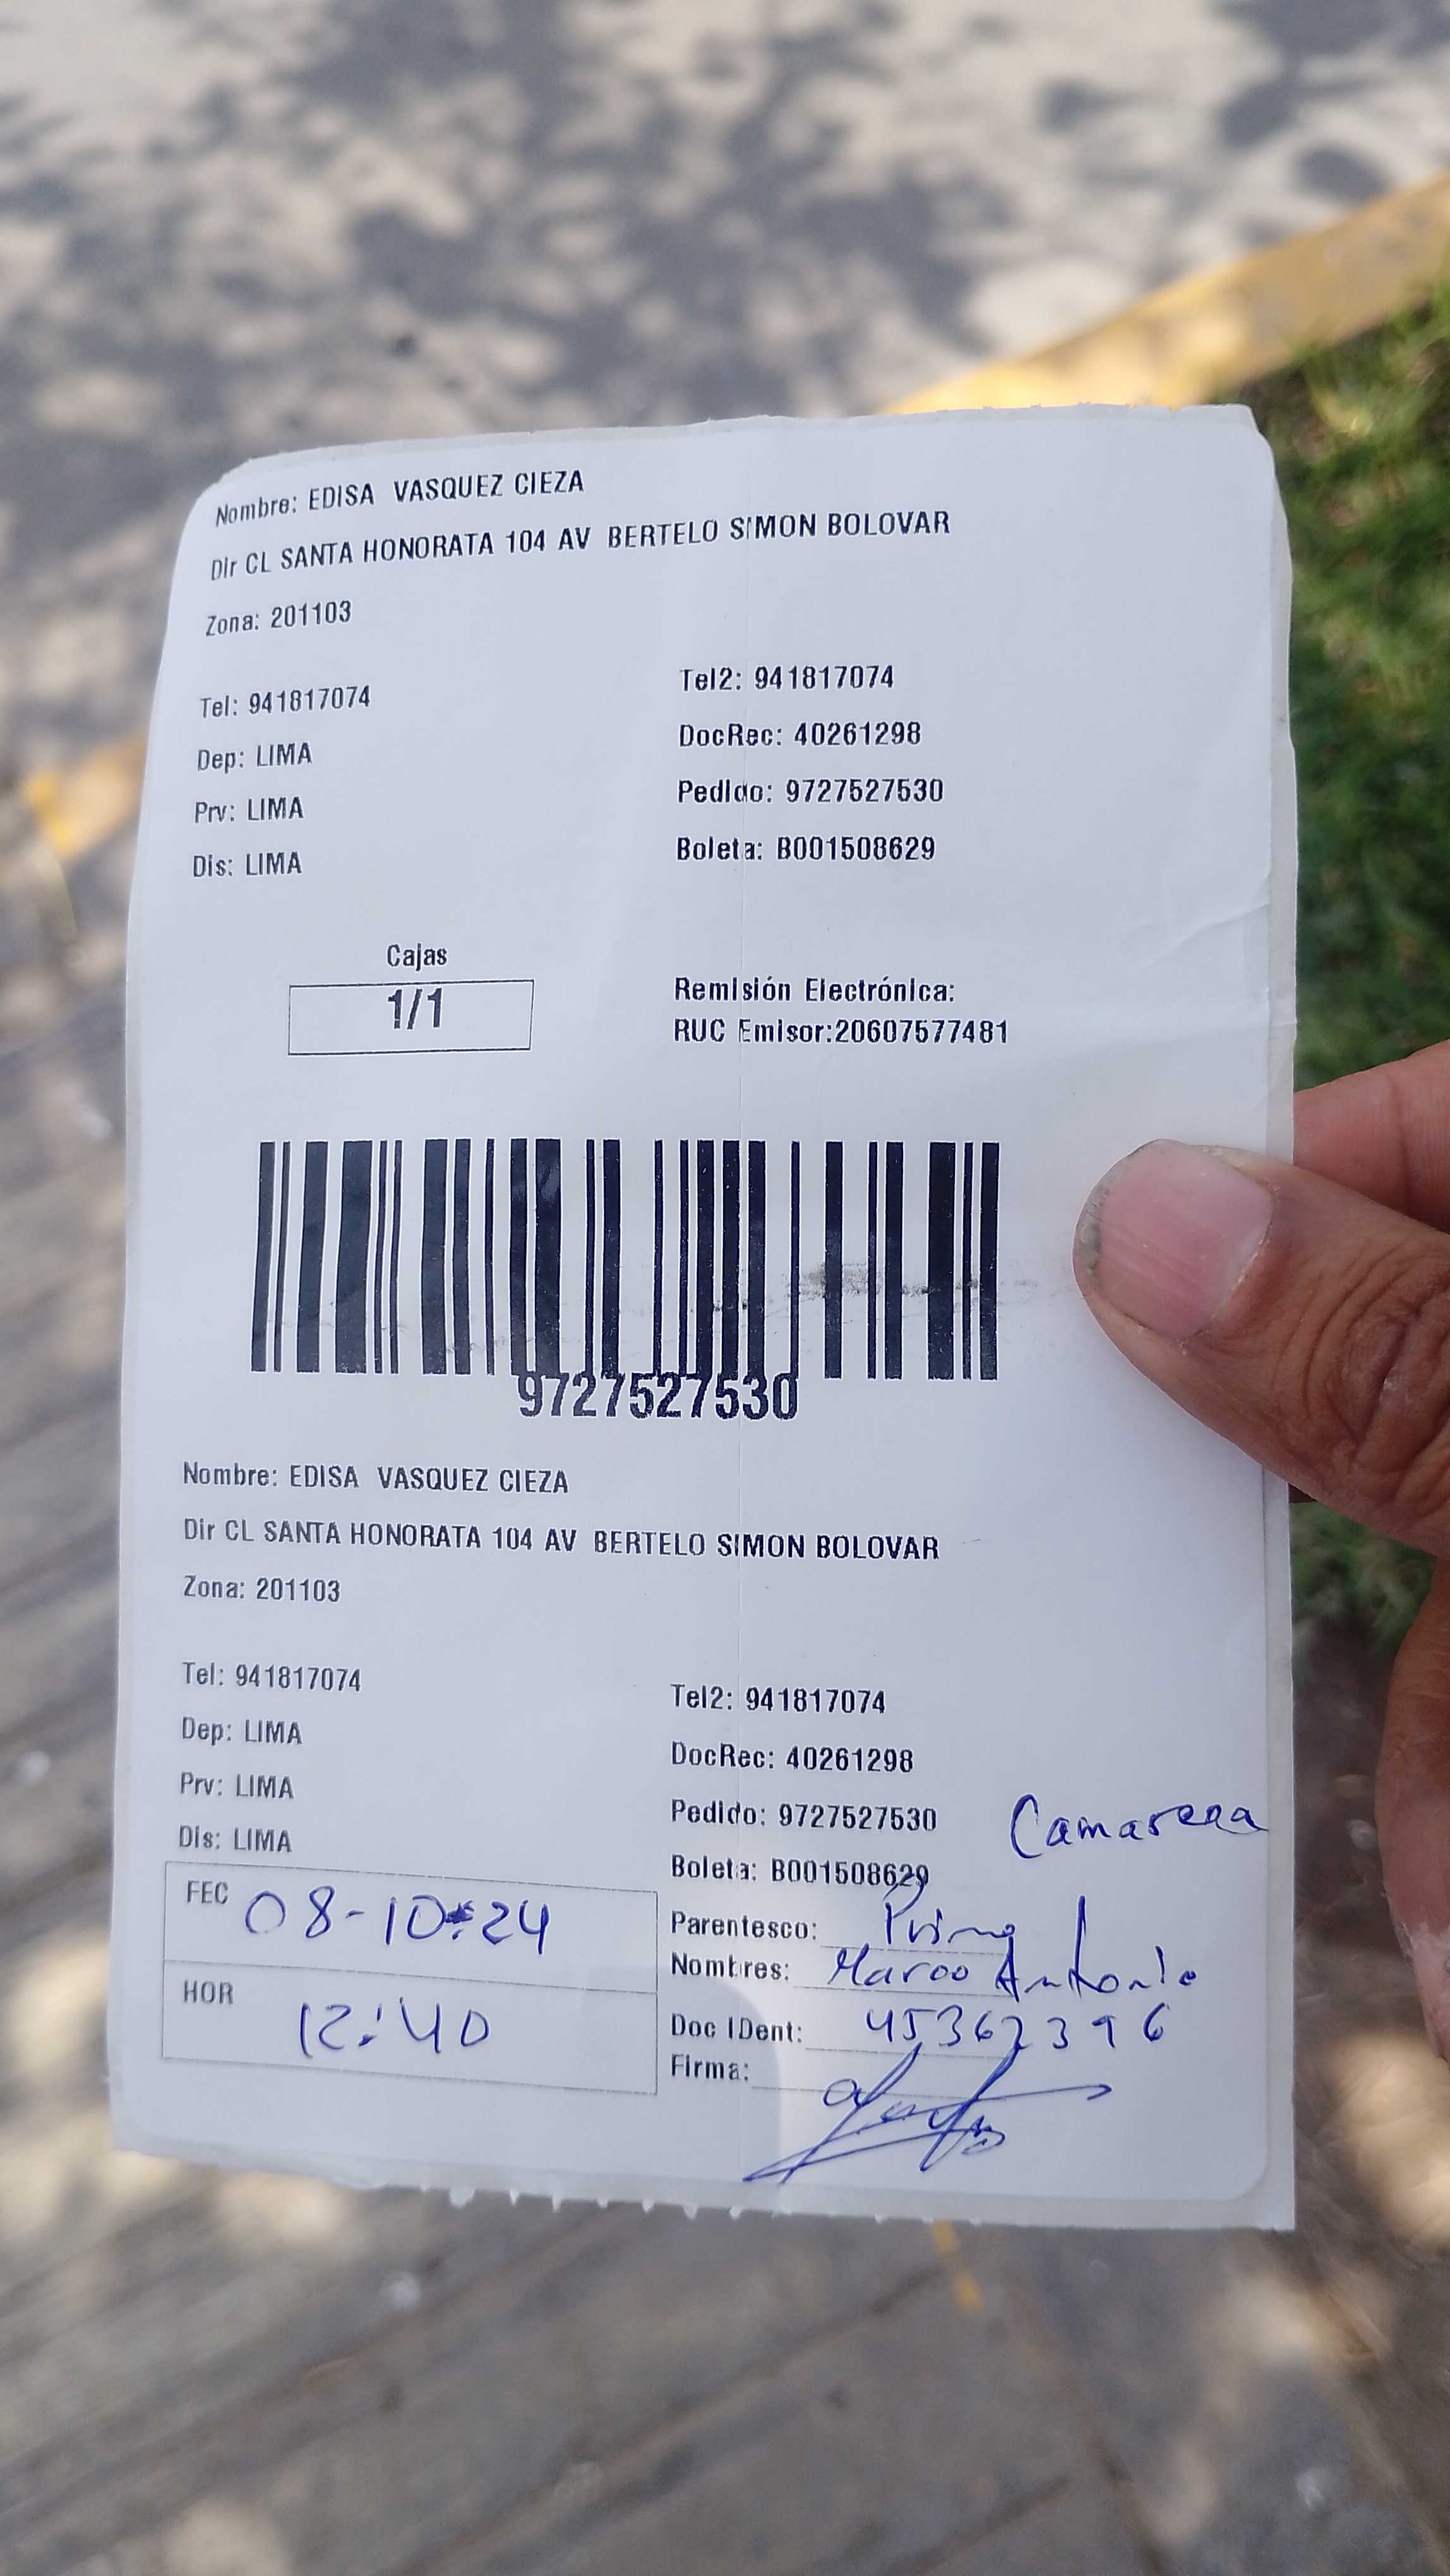 Nombre: EDISA VASQUEZ CIEZA
Dir CL SANTA HONORATA 104 AV BERTELO SIMON BOLOVAR
Zona: 201103
Tel: 941817074
Tel2: 941817074
Dep: LIMA
DocRec: 40261298
Prv: LIMA
Pedido: 9727527530
Dis: LIMA
Boleta: B001508629
Cajas
1/1
Remisión Electrónica:
RUC Emisor:20607577481
9727527530
Nombre: EDISA VASQUEZ CIEZA
Dir CL SANTA HONORATA 104 AV BERTELO SIMON BOLOVAR
Zona: 201103
Tel: 941817074
Tel2: 941817074
Dep: LIMA
DocRec: 40261298
Prv: LIMA
Pedido: 9727527530
Dis: LIMA
Boleta: B001508629
FEC 08-10-24
Parentesco: Primo
Nombres: Marco Antonio
HOR 12:40
Doc IDent: 45362396
Firma: